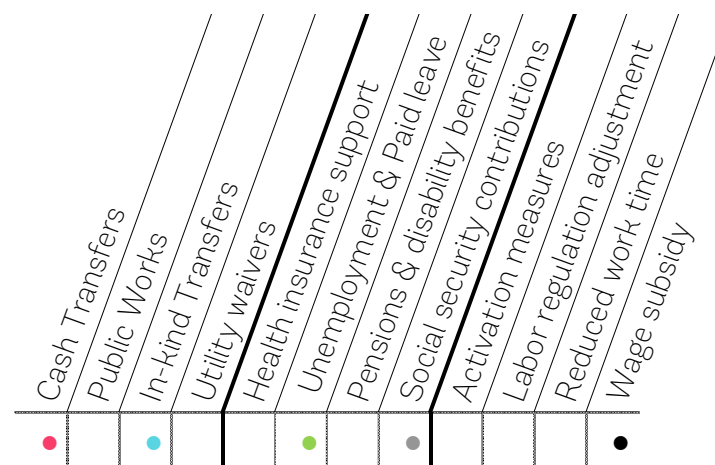 Cash Transfers
Public Works
In-kind Transfers
Utility waivers
Health insurance support
Unemployment & Paid leave
Pensions & disability benefits
Social security contributions
Activation measures
Labor regulation adjustment
Reduced work time
Wage subsidy